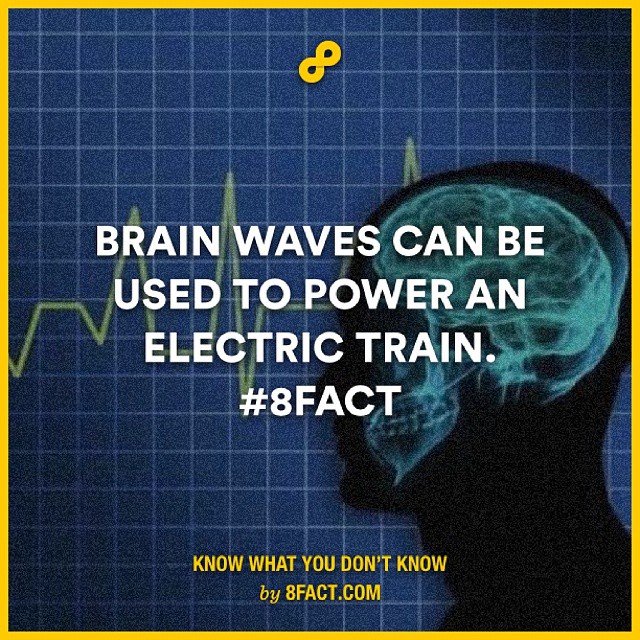 BRAIN WAVES CAN BE
USED TO POWER AN
ELECTRIC TRAIN.
#8FACT
KNOW WHAT YOU DON'T KNOW
by 8FACT.COM